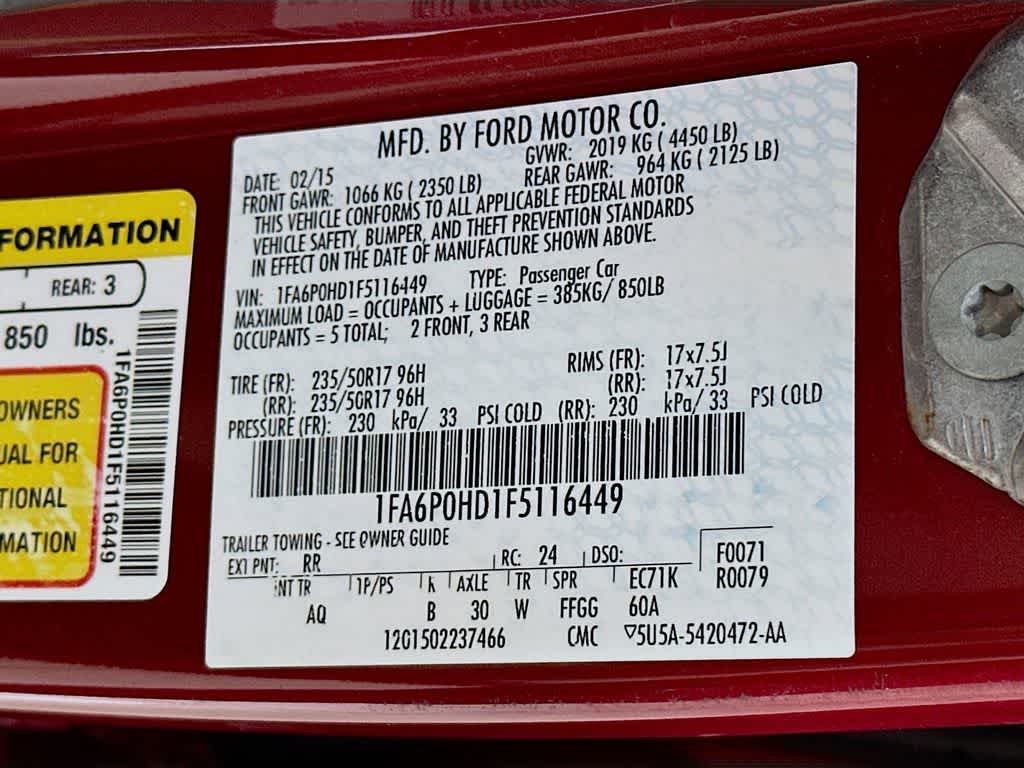 MFD. BY FORD MOTOR CO.
DATE: 02/15 GVWR: 2019 KG ( 4450 LB)
FRONT GAWR: 1066 KG ( 2350 LB) REAR GAWR: 964 KG ( 2125 LB)
THIS VEHICLE CONFORMS TO ALL APPLICABLE FEDERAL MOTOR
VEHICLE SAFETY, BUMPER, AND THEFT PREVENTION STANDARDS
IN EFFECT ON THE DATE OF MANUFACTURE SHOWN ABOVE.
VIN: 1FA6P0HD1F5116449 TYPE: Passenger Car
MAXIMUM LOAD = OCCUPANTS + LUGGAGE = 385KG/ 850LB
OCCUPANTS = 5 TOTAL; 2 FRONT, 3 REAR
TIRE (FR): 235/50R17 96H RIMS (FR): 17x7.5J
(RR): 235/50R17 96H (RR): 17x7.5J
PRESSURE (FR): 230 kPa/ 33 PSI COLD (RR): 230 kPa/ 33 PSI COLD
1FA6P0HD1F5116449
TRAILER TOWING - SEE OWNER GUIDE
EXT PNT: RR RC: 24 DSO: F0071
INT TR TP/PS R AXLE TR SPR EC71K R0079
AQ B 30 W FFGG 60A
1201502237466 CMC ▽5U5A-5420472-AA
FORMATION
REAR: 3
850 lbs.
OWNERS
UAL FOR
TIONAL
MATION
1FA6P0HD1F5116449